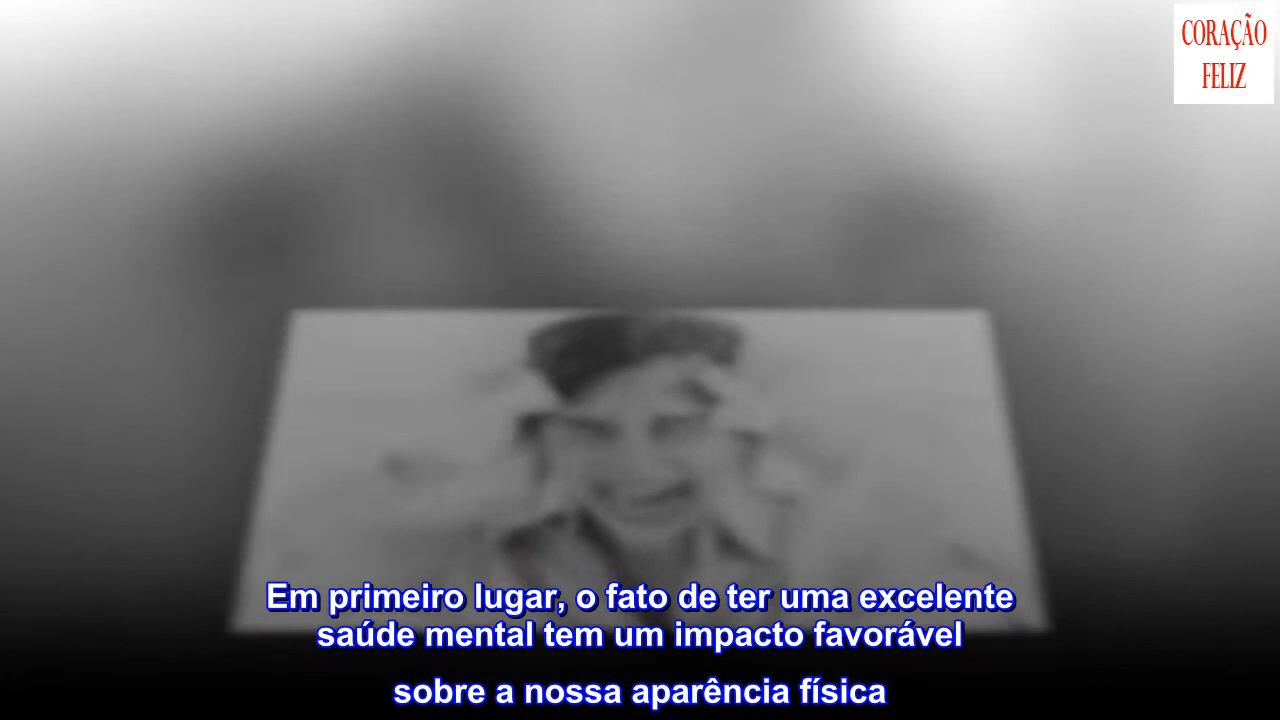 CORAÇÃO
FELIZ
Em primeiro lugar, o fato de ter uma excelente
saúde mental tem um impacto favorável
sobre a nossa aparência física